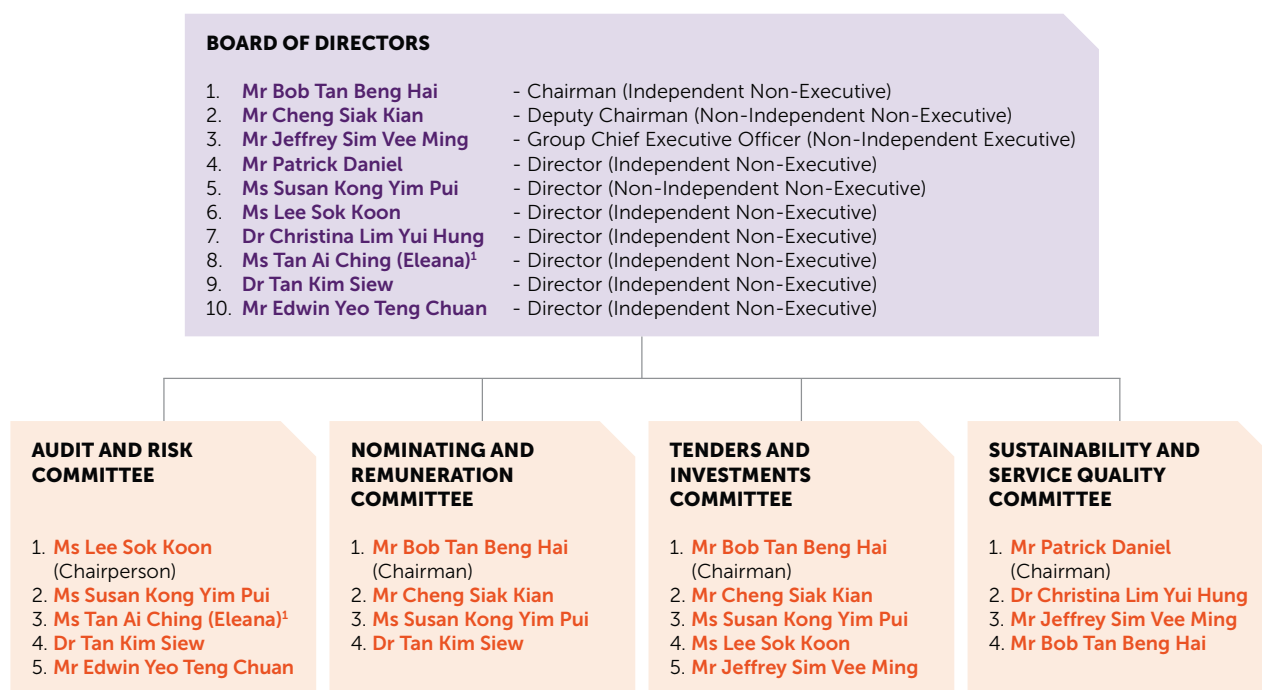 BOARD OF DIRECTORS
1. Mr Bob Tan Beng Hai - Chairman (Independent Non-Executive)
2. Mr Cheng Siak Kian - Deputy Chairman (Non-Independent Non-Executive)
3. Mr Jeffrey Sim Vee Ming - Group Chief Executive Officer (Non-Independent Executive)
4. Mr Patrick Daniel - Director (Independent Non-Executive)
5. Ms Susan Kong Yim Pui - Director (Non-Independent Non-Executive)
6. Ms Lee Sok Koon - Director (Independent Non-Executive)
7. Dr Christina Lim Yui Hung - Director (Independent Non-Executive)
8. Ms Tan Ai Ching (Eleana)¹ - Director (Independent Non-Executive)
9. Dr Tan Kim Siew - Director (Independent Non-Executive)
10. Mr Edwin Yeo Teng Chuan - Director (Independent Non-Executive)
AUDIT AND RISK
COMMITTEE
1. Ms Lee Sok Koon
(Chairperson)
2. Ms Susan Kong Yim Pui
3. Ms Tan Ai Ching (Eleana)¹
4. Dr Tan Kim Siew
5. Mr Edwin Yeo Teng Chuan
NOMINATING AND
REMUNERATION
COMMITTEE
1. Mr Bob Tan Beng Hai
(Chairman)
2. Mr Cheng Siak Kian
3. Ms Susan Kong Yim Pui
4. Dr Tan Kim Siew
TENDERS AND
INVESTMENTS
COMMITTEE
1. Mr Bob Tan Beng Hai
(Chairman)
2. Mr Cheng Siak Kian
3. Ms Susan Kong Yim Pui
4. Ms Lee Sok Koon
5. Mr Jeffrey Sim Vee Ming
SUSTAINABILITY AND
SERVICE QUALITY
COMMITTEE
1. Mr Patrick Daniel
(Chairman)
2. Dr Christina Lim Yui Hung
3. Mr Jeffrey Sim Vee Ming
4. Mr Bob Tan Beng Hai